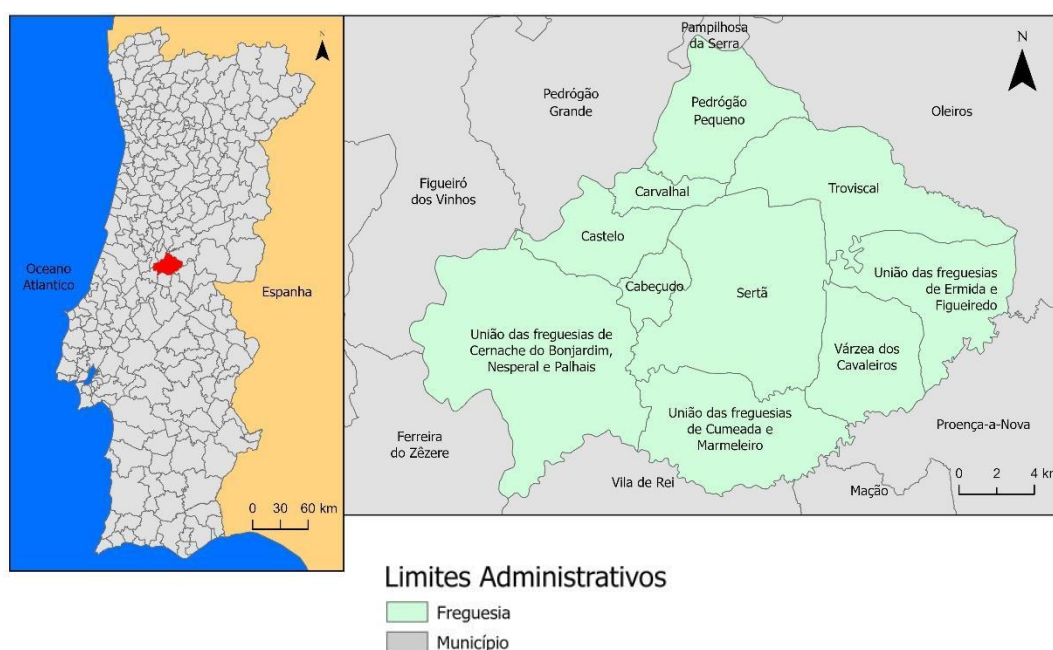 N
Oceano
Atlantico
Espanha
0 30 60 km
N
Pampilhosa
da Serra
Pedrógão
Grande
Pedrógão
Pequeno
Oleiros
Figueiró
dos Vinhos
Carvalhal
Troviscal
Castelo
Cabeçudo
Sertã
União das freguesias
de Ermida e
Figueiredo
União das freguesias de
Cernache do Bonjardim,
Nesperal e Palhais
Várzea dos
Cavaleiros
União das freguesias
de Cumeada e
Marmeleiro
Ferreira
do Zêzere
Proença-a-Nova
Vila de Rei
Mação
0 2 4 km
Limites Administrativos
Freguesia
Município